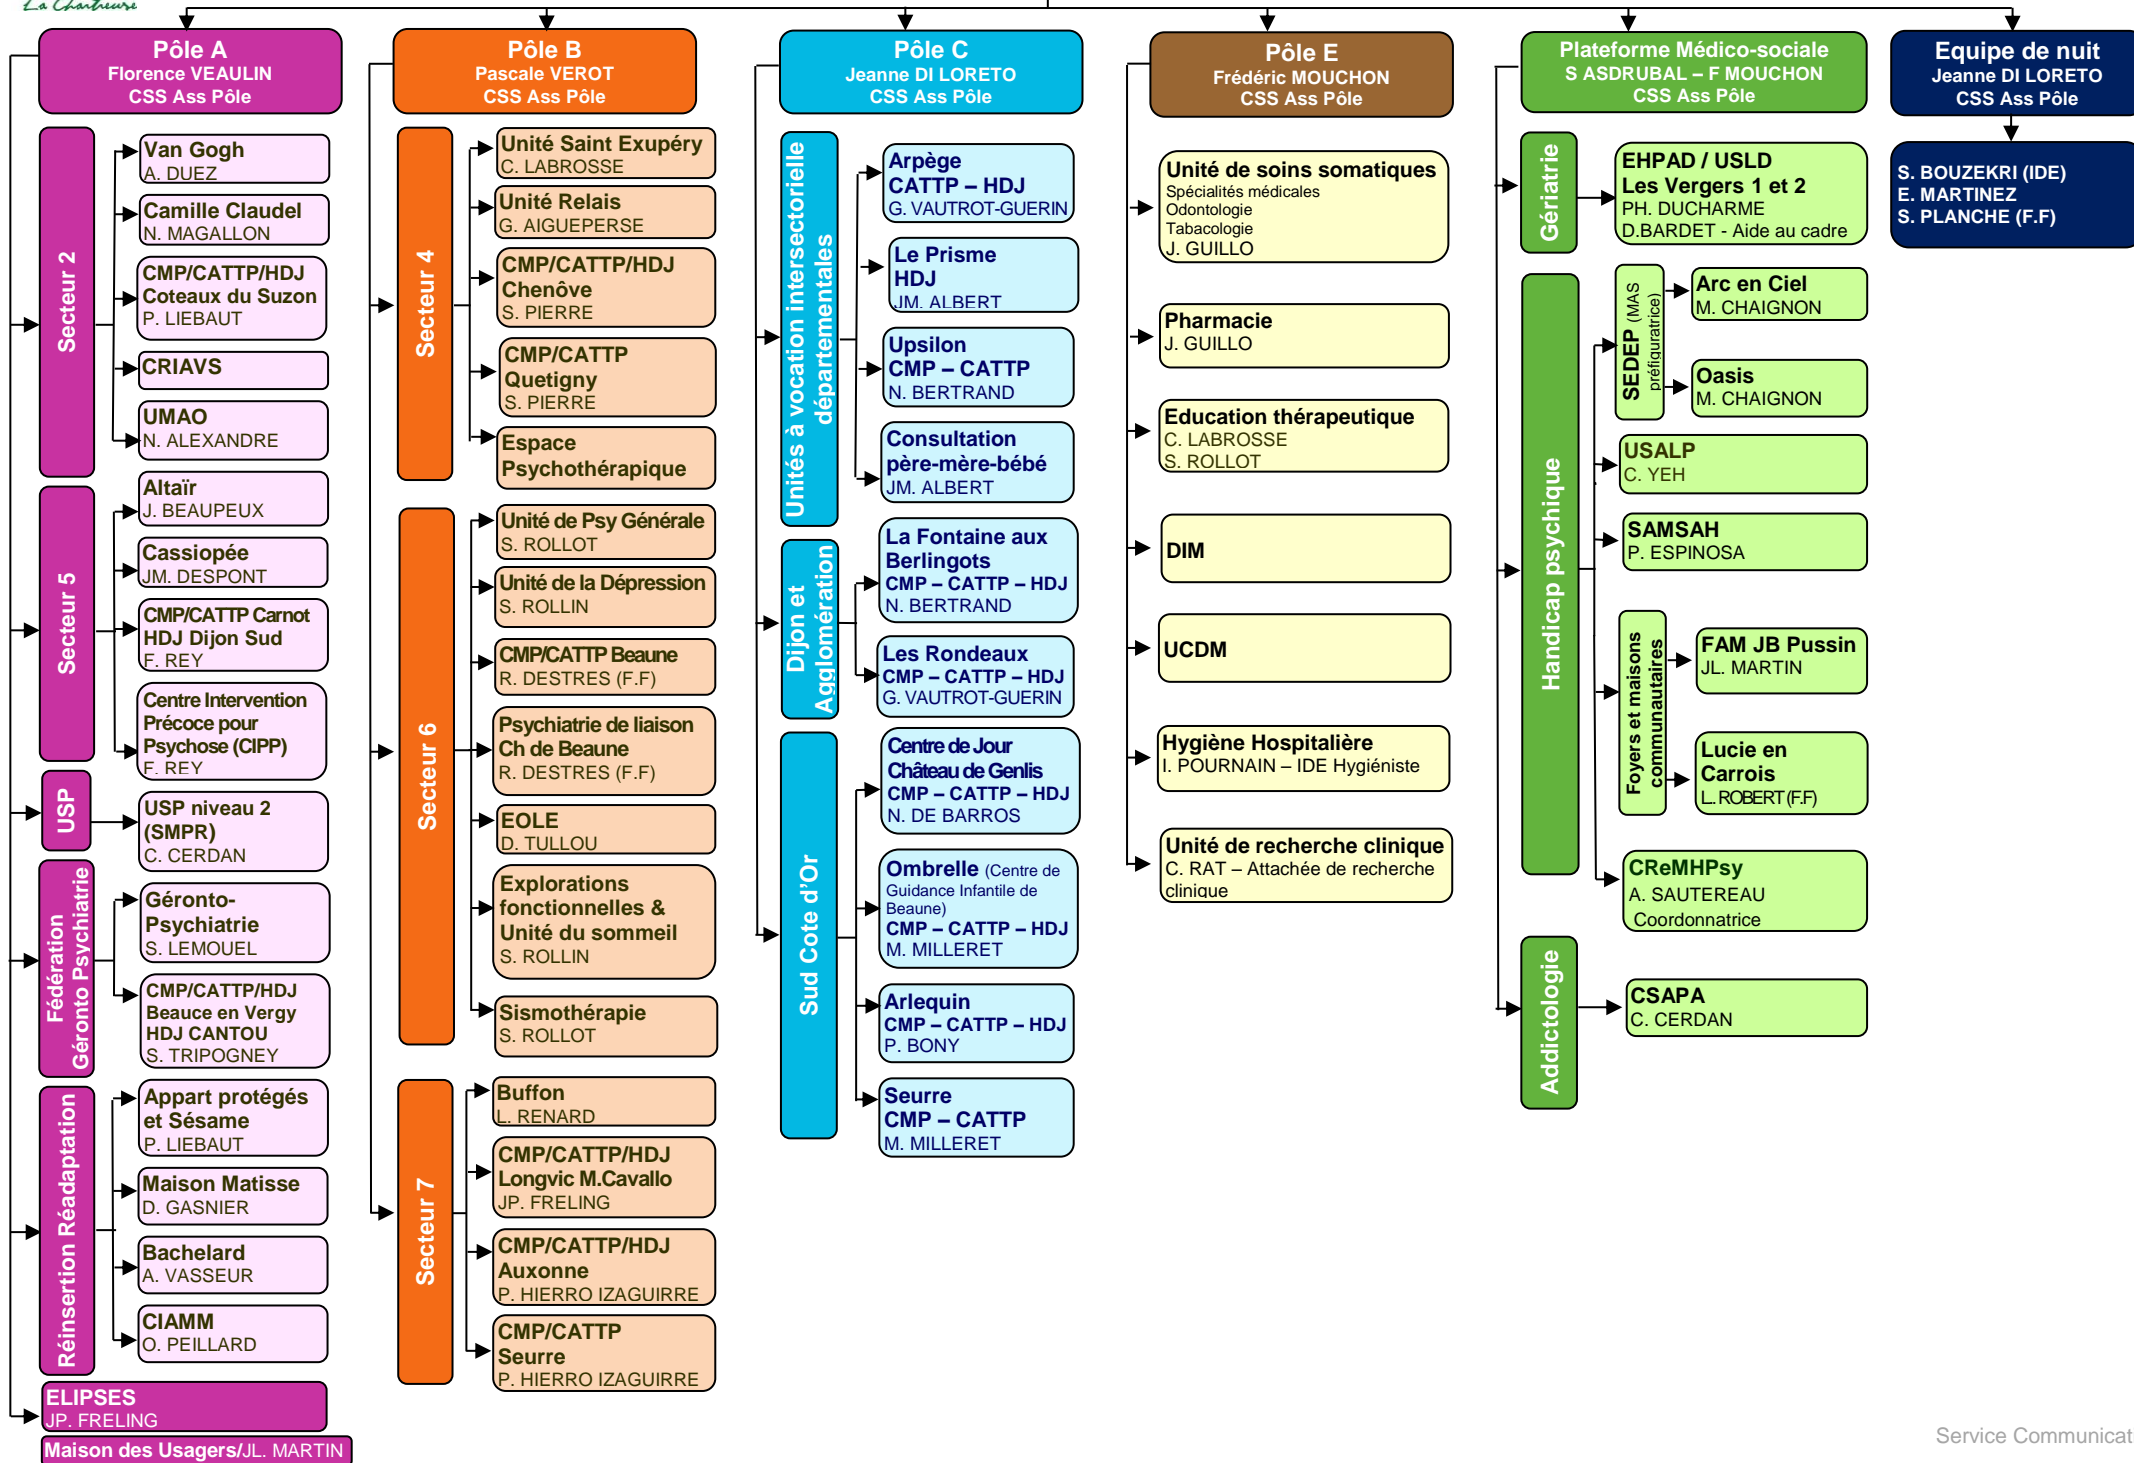 La Chartreuse
Pôle A
Florence VEAULIN
CSS Ass Pôle
Secteur 2
Van Gogh
A. DUEZ
Camille Claudel
N. MAGALLON
CMP/CATTP/HDJ
Coteaux du Suzon
P. LIEBAUT
CRIAVS
UMAO
N. ALEXANDRE
Secteur 5
Altaïr
J. BEAUPEUX
Cassiopée
JM. DESPONT
CMP/CATTP Carnot
HDJ Dijon Sud
F. REY
Centre Intervention
Précoce pour
Psychose (CIPP)
F. REY
USP
USP niveau 2
(SMPR)
C. CERDAN
Fédération
Géronto Psychiatrie
Géronto-
Psychiatrie
S. LEMOUEL
CMP/CATTP/HDJ
Beauce en Vergy
HDJ CANTOU
S. TRIPOGNEY
Réinsertion Réadaptation
Appart protégés
et Sésame
P. LIEBAUT
Maison Matisse
D. GASNIER
Bachelard
A. VASSEUR
CIAMM
O. PEILLARD
ELIPSES
JP. FRELING
Maison des Usagers/JL. MARTIN
Pôle B
Pascale VEROT
CSS Ass Pôle
Secteur 4
Unité Saint Exupéry
C. LABROSSE
Unité Relais
G. AIGUEPERSE
CMP/CATTP/HDJ
Chenôve
S. PIERRE
CMP/CATTP
Quetigny
S. PIERRE
Espace
Psychothérapique
Secteur 6
Unité de Psy Générale
S. ROLLOT
Unité de la Dépression
S. ROLLIN
CMP/CATTP Beaune
R. DESTRES (F.F)
Psychiatrie de liaison
Ch de Beaune
R. DESTRES (F.F)
EOLE
D. TULLOU
Explorations
fonctionnelles &
Unité du sommeil
S. ROLLIN
Sismothérapie
S. ROLLOT
Secteur 7
Buffon
L. RENARD
CMP/CATTP/HDJ
Longvic M.Cavallo
JP. FRELING
CMP/CATTP/HDJ
Auxonne
P. HIERRO IZAGUIRRE
CMP/CATTP
Seurre
P. HIERRO IZAGUIRRE
Pôle C
Jeanne DI LORETO
CSS Ass Pôle
Unités à vocation intersectorielle
départementales
Arpège
CATTP – HDJ
G. VAUTROT-GUERIN
Le Prisme
HDJ
JM. ALBERT
Upsilon
CMP – CATTP
N. BERTRAND
Consultation
père-mère-bébé
JM. ALBERT
Dijon et
Agglomération
La Fontaine aux
Berlingots
CMP – CATTP – HDJ
N. BERTRAND
Les Rondeaux
CMP – CATTP – HDJ
G. VAUTROT-GUERIN
Sud Cote d'Or
Centre de Jour
Château de Genlis
CMP – CATTP – HDJ
N. DE BARROS
Ombrelle (Centre de
Guidance Infantile de
Beaune)
CMP – CATTP – HDJ
M. MILLERET
Arlequin
CMP – CATTP – HDJ
P. BONY
Seurre
CMP – CATTP
M. MILLERET
Pôle E
Frédéric MOUCHON
CSS Ass Pôle
Unité de soins somatiques
Spécialités médicales
Odontologie
Tabacologie
J. GUILLO
Pharmacie
J. GUILLO
Education thérapeutique
C. LABROSSE
S. ROLLOT
DIM
UCDM
Hygiène Hospitalière
I. POURNAIN – IDE Hygiéniste
Unité de recherche clinique
C. RAT – Attachée de recherche
clinique
Plateforme Médico-sociale
S ASDRUBAL – F MOUCHON
CSS Ass Pôle
Gériatrie
EHPAD / USLD
Les Vergers 1 et 2
PH. DUCHARME
D.BARDET - Aide au cadre
Handicap psychique
SEDEP (MAS
préfiguratrice)
Arc en Ciel
M. CHAIGNON
Oasis
M. CHAIGNON
USALP
C. YEH
SAMSAH
P. ESPINOSA
Foyers et maisons
communautaires
FAM JB Pussin
JL. MARTIN
Lucie en
Carrois
L. ROBERT (F.F)
CReMHPsy
A. SAUTEREAU
Coordonnatrice
Addictologie
CSAPA
C. CERDAN
Equipe de nuit
Jeanne DI LORETO
CSS Ass Pôle
S. BOUZEKRI (IDE)
E. MARTINEZ
S. PLANCHE (F.F)
Service Communicat